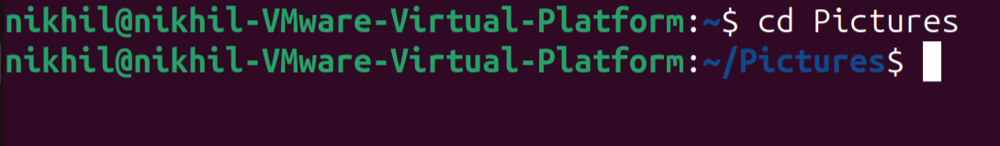 nikhil@nikhil-VMware-Virtual-Platform:~$ cd Pictures
nikhil@nikhil-VMware-Virtual-Platform:~/Pictures$